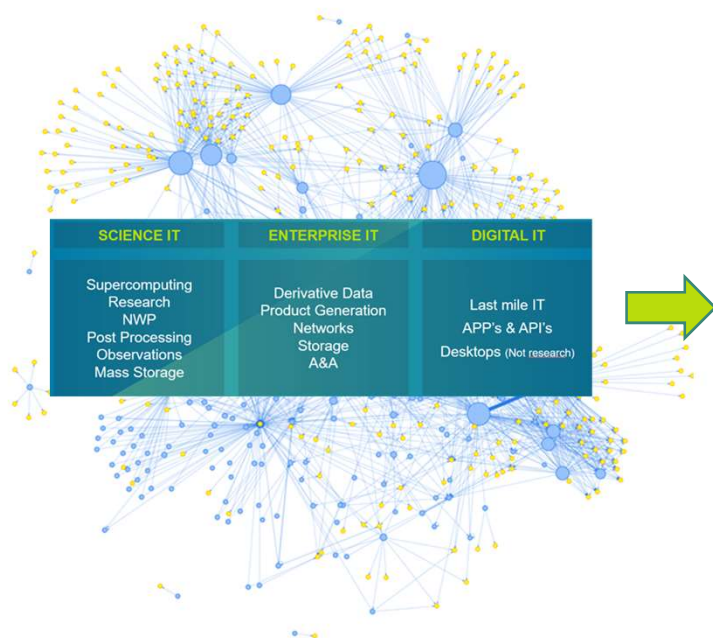 SCIENCE IT
ENTERPRISE IT
DIGITAL IT
Supercomputing
Research
NWP
Post Processing
Observations
Mass Storage
Derivative Data
Product Generation
Networks
Storage
A&A
Last mile IT
APP's & API's
Desktops (Not research)